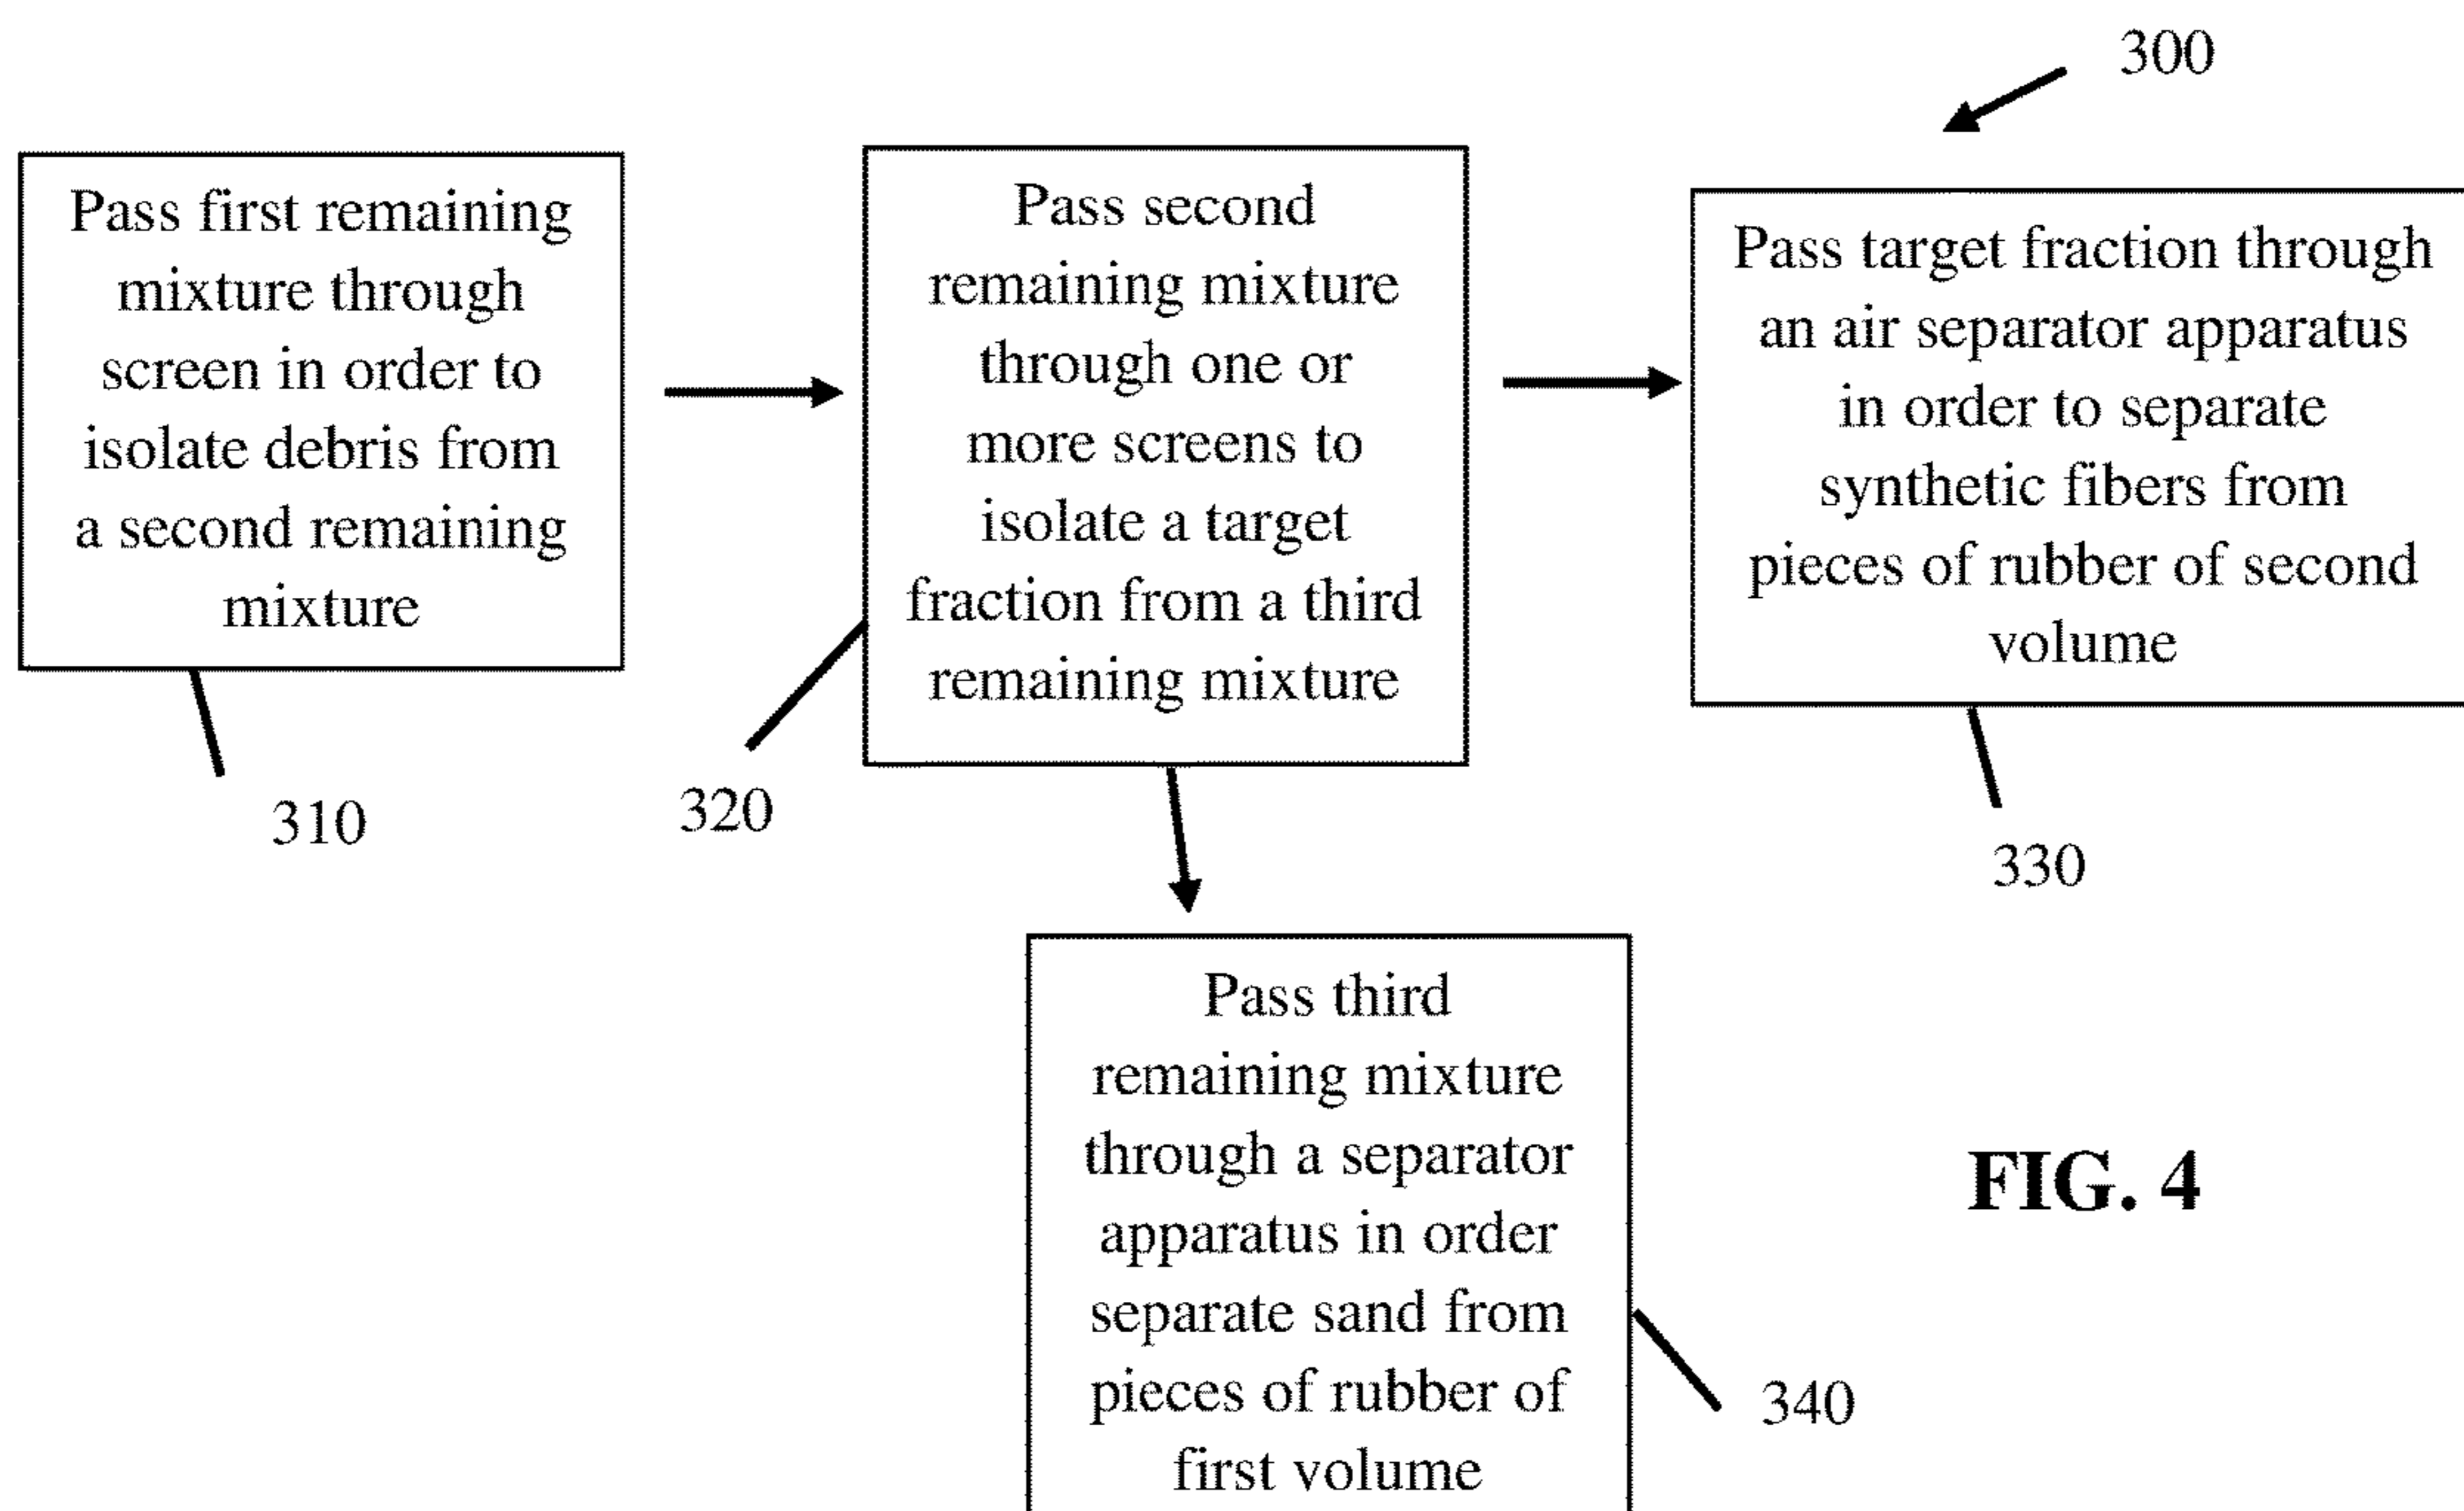 300
Pass first remaining
mixture through
screen in order to
isolate debris from
a second remaining
mixture
310
Pass second
remaining mixture
through one or
more screens to
isolate a target
fraction from a third
remaining mixture
320
Pass target fraction through
an air separator apparatus
in order to separate
synthetic fibers from
pieces of rubber of second
volume
330
Pass third
remaining mixture
through a separator
apparatus in order
separate sand from
pieces of rubber of
first volume
340
FIG. 4